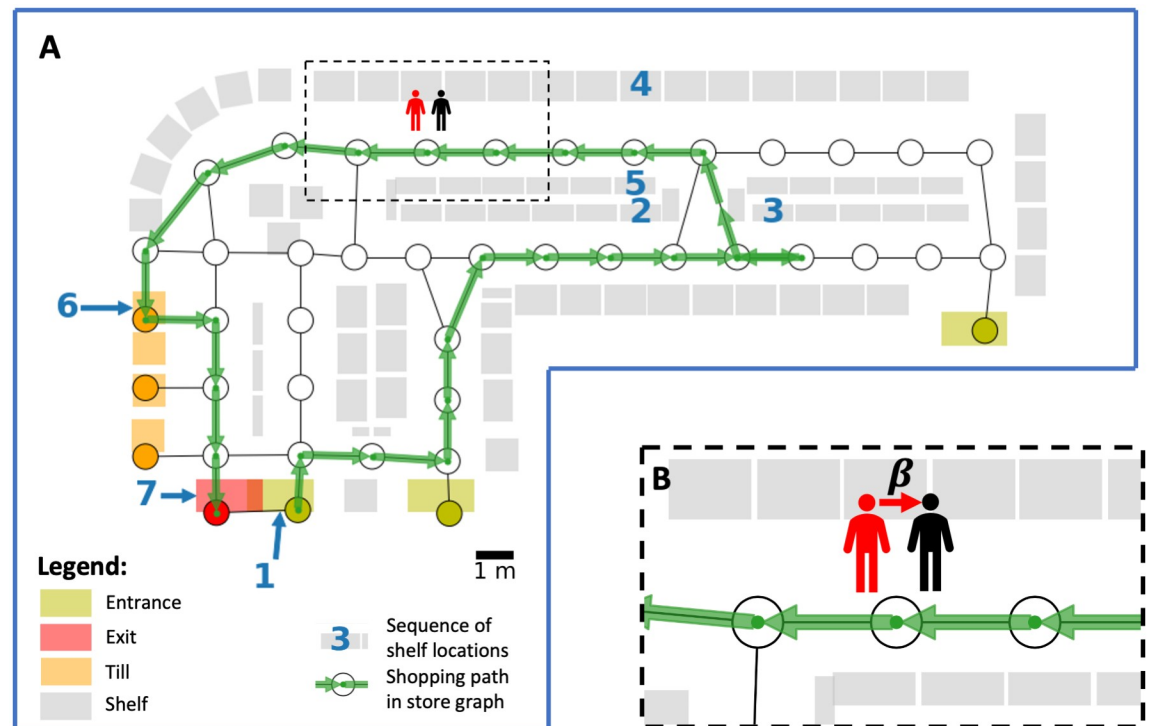 A
4
5
2
3
6
7
1
1 m
Legend:
Entrance
Exit
Till
Shelf
3
Sequence of
shelf locations
Shopping path
in store graph
B
β